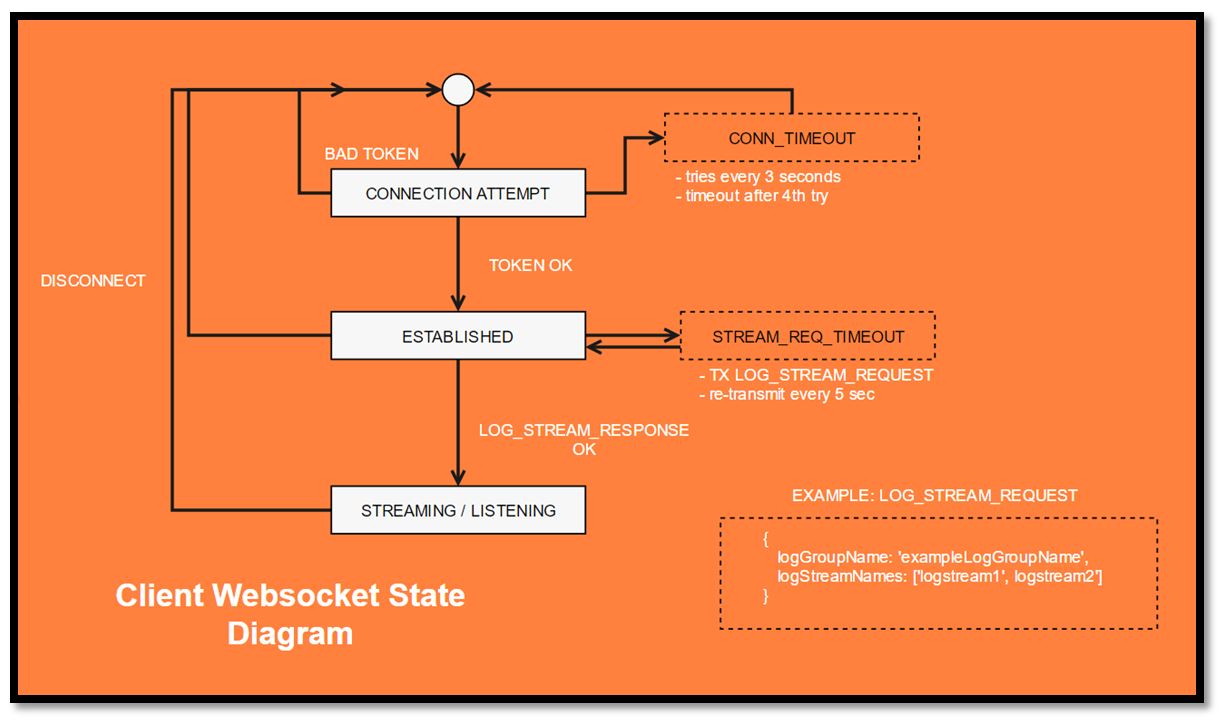 CONN_TIMEOUT
BAD TOKEN
- tries every 3 seconds
- timeout after 4th try
CONNECTION ATTEMPT
TOKEN OK
DISCONNECT
ESTABLISHED
STREAM_REQ_TIMEOUT
- TX LOG_STREAM_REQUEST
- re-transmit every 5 sec
LOG_STREAM_RESPONSE
OK
STREAMING / LISTENING
EXAMPLE: LOG_STREAM_REQUEST
{
logGroupName: 'exampleLogGroupName',
logStreamNames: ['logstream1', logstream2']
}
Client Websocket State
Diagram